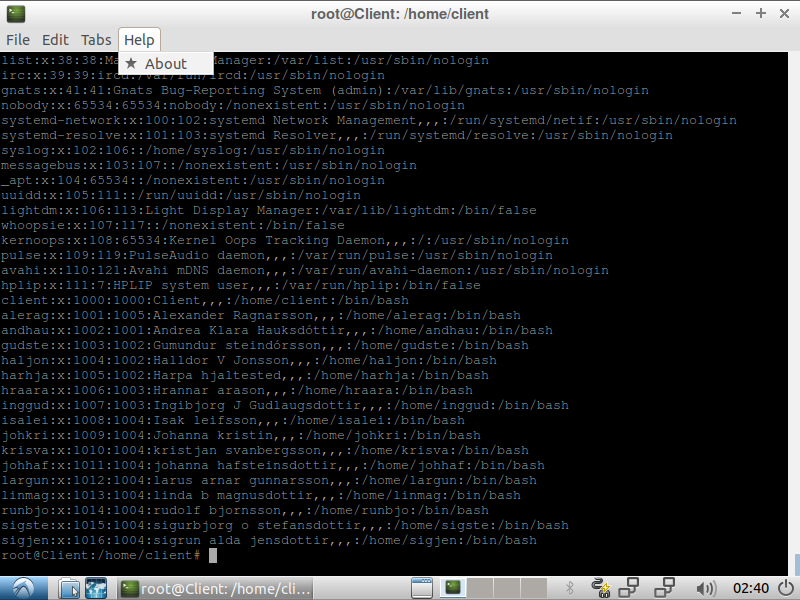 root@Client: /home/client
File Edit Tabs Help
About
list:x:38:38:Ma Manager:/var/list:/usr/sbin/nologin
irc:x:39:39:ircd:/var/run/ircd:/usr/sbin/nologin
gnats:x:41:41:Gnats Bug-Reporting System (admin):/var/lib/gnats:/usr/sbin/nologin
nobody:x:65534:65534:nobody:/nonexistent:/usr/sbin/nologin
systemd-network:x:100:102:systemd Network Management,,,:/run/systemd/netif:/usr/sbin/nologin
systemd-resolve:x:101:103:systemd Resolver,,,:/run/systemd/resolve:/usr/sbin/nologin
syslog:x:102:106::/home/syslog:/usr/sbin/nologin
messagebus:x:103:107::/nonexistent:/usr/sbin/nologin
_apt:x:104:65534::/nonexistent:/usr/sbin/nologin
uuidd:x:105:111::/run/uuidd:/usr/sbin/nologin
lightdm:x:106:113:Light Display Manager:/var/lib/lightdm:/bin/false
whoopsie:x:107:117::/nonexistent:/bin/false
kernoops:x:108:65534:Kernel Oops Tracking Daemon,,,:/:/usr/sbin/nologin
pulse:x:109:119:PulseAudio daemon,,,:/var/run/pulse:/usr/sbin/nologin
avahi:x:110:121:Avahi mDNS daemon,,,:/var/run/avahi-daemon:/usr/sbin/nologin
hplip:x:111:7:HPLIP system user,,,:/var/run/hplip:/bin/false
client:x:1000:1000:Client,,,:/home/client:/bin/bash
alerag:x:1001:1005:Alexander Ragnarsson,,,:/home/alerag:/bin/bash
andhau:x:1002:1001:Andrea Klara Hauksdóttir,,,:/home/andhau:/bin/bash
gudste:x:1003:1002:Gumundur steindórsson,,,:/home/gudste:/bin/bash
haljon:x:1004:1002:Halldor V Jonsson,,,:/home/haljon:/bin/bash
harhja:x:1005:1002:Harpa hjaltested,,,:/home/harhja:/bin/bash
hraara:x:1006:1003:Hrannar arason,,,:/home/hraara:/bin/bash
inggud:x:1007:1003:Ingibjorg J Gudlaugsdottir,,,:/home/inggud:/bin/bash
isalei:x:1008:1004:Isak leifsson,,,:/home/isalei:/bin/bash
johkri:x:1009:1004:Johanna kristin,,,:/home/johkri:/bin/bash
krisva:x:1010:1004:kristjan svanbergsson,,,:/home/krisva:/bin/bash
johhaf:x:1011:1004:johanna hafsteinsdottir,,,:/home/johhaf:/bin/bash
largun:x:1012:1004:larus arnar gunnarsson,,,:/home/largun:/bin/bash
linmag:x:1013:1004:linda b magnusdottir,,,:/home/linmag:/bin/bash
runbjo:x:1014:1004:rudolf bjornsson,,,:/home/runbjo:/bin/bash
sigste:x:1015:1004:sigurbjorg o stefansdottir,,,:/home/sigste:/bin/bash
sigjen:x:1016:1004:sigrun alda jensdottir,,,:/home/sigjen:/bin/bash
root@Client:/home/client#
root@Client: /home/cli...
02:40